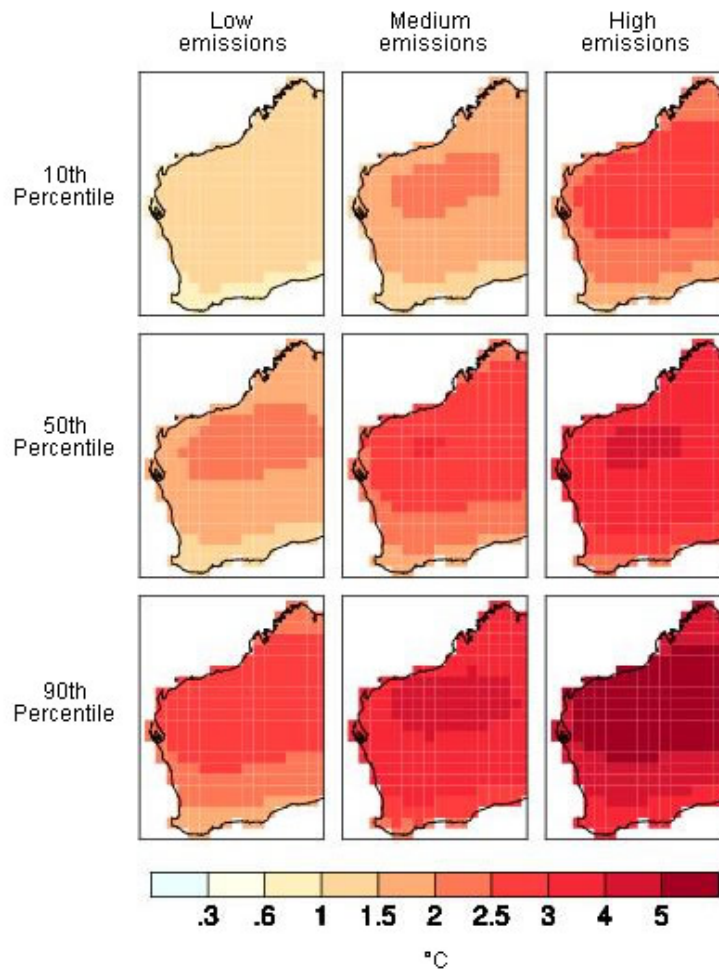 Low
emissions
Medium
emissions
High
emissions
10th
Percentile
50th
Percentile
90th
Percentile
.3 .6 1 1.5 2 2.5 3 4 5
°C